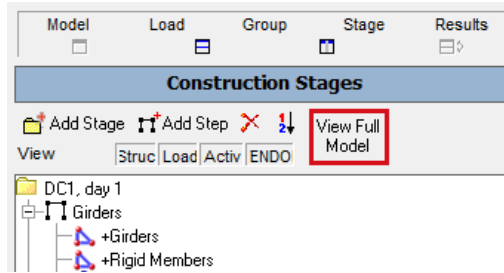 Model Load Group Stage Results
Construction Stages
Add Stage Add Step View Full Model
View Struc Load Activ ENDO
DC1, day 1
Girders
+Girders
+Rigid Members